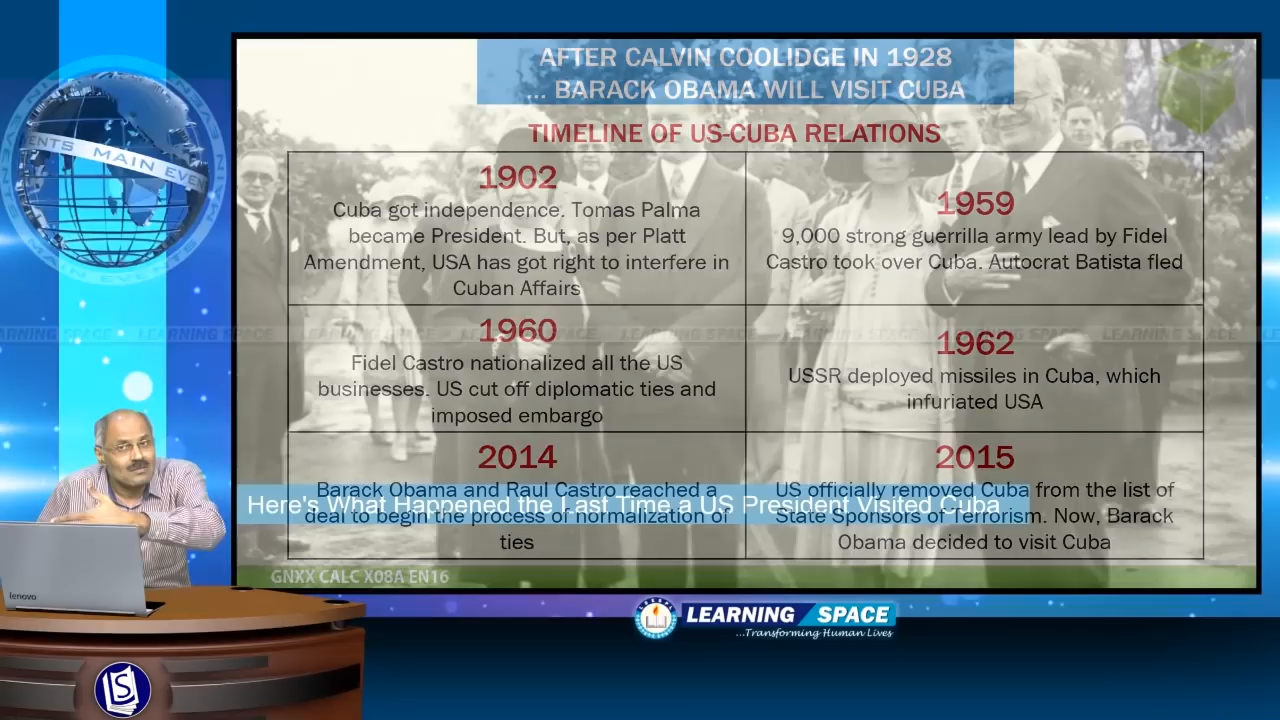 AFTER CALVIN COOLIDGE IN 1928
... BARACK OBAMA WILL VISIT CUBA
TIMELINE OF US-CUBA RELATIONS
1902
Cuba got independence. Tomas Palma
became President. But, as per Platt
Amendment, USA has got right to interfere in
Cuban Affairs
1959
9,000 strong guerrilla army lead by Fidel
Castro took over Cuba. Autocrat Batista fled
1960
Fidel Castro nationalized all the US
businesses. US cut off diplomatic ties and
imposed embargo
1962
USSR deployed missiles in Cuba, which
infuriated USA
2014
Barack Obama and Raul Castro reached a
deal to begin the process of normalization of
ties
2015
US officially removed Cuba from the list of
State Sponsors of Terrorism. Now, Barack
Obama decided to visit Cuba
Here's What Happened the Last Time a US President Visited Cuba
GNXX CALC X08A EN16
ENTS MAIN EVEN
MAIN EVENTS
LEARNING SPACE
lenovo
LS
LEARNING SPACE
...Transforming Human Lives